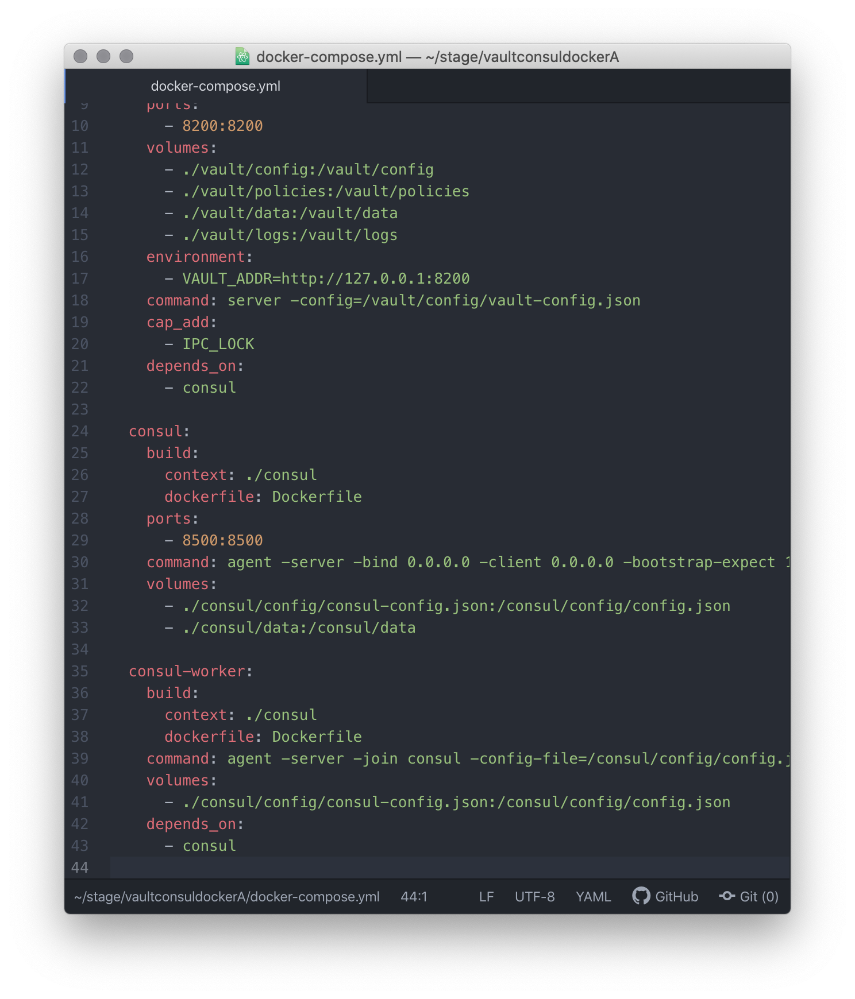 docker-compose.yml — ~/stage/vaultconsuldockerA
docker-compose.yml
9 ports:
10 - 8200:8200
11 volumes:
12 - ./vault/config:/vault/config
13 - ./vault/policies:/vault/policies
14 - ./vault/data:/vault/data
15 - ./vault/logs:/vault/logs
16 environment:
17 - VAULT_ADDR=http://127.0.0.1:8200
18 command: server -config=/vault/config/vault-config.json
19 cap_add:
20 - IPC_LOCK
21 depends_on:
22 - consul
23
24 consul:
25 build:
26 context: ./consul
27 dockerfile: Dockerfile
28 ports:
29 - 8500:8500
30 command: agent -server -bind 0.0.0.0 -client 0.0.0.0 -bootstrap-expect 1
31 volumes:
32 - ./consul/config/consul-config.json:/consul/config/config.json
33 - ./consul/data:/consul/data
34
35 consul-worker:
36 build:
37 context: ./consul
38 dockerfile: Dockerfile
39 command: agent -server -join consul -config-file=/consul/config/config.j
40 volumes:
41 - ./consul/config/consul-config.json:/consul/config/config.json
42 depends_on:
43 - consul
44
~/stage/vaultconsuldockerA/docker-compose.yml 44:1 LF UTF-8 YAML GitHub Git (0)